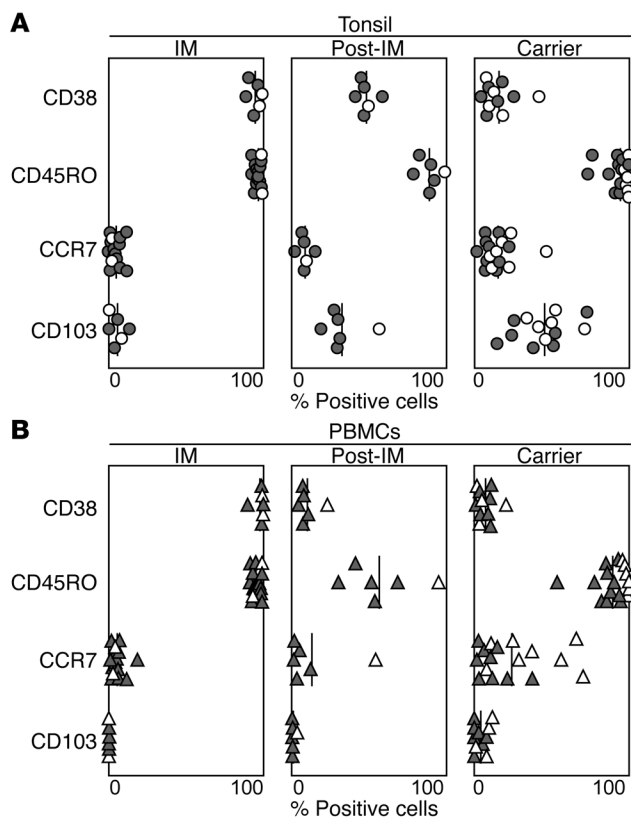 A
Tonsil
IM Post-IM Carrier
CD38
CD45RO
CCR7
CD103
0 100 0 100 0 100
% Positive cells
B
PBMCs
IM Post-IM Carrier
CD38
CD45RO
CCR7
CD103
0 100 0 100 0 100
% Positive cells